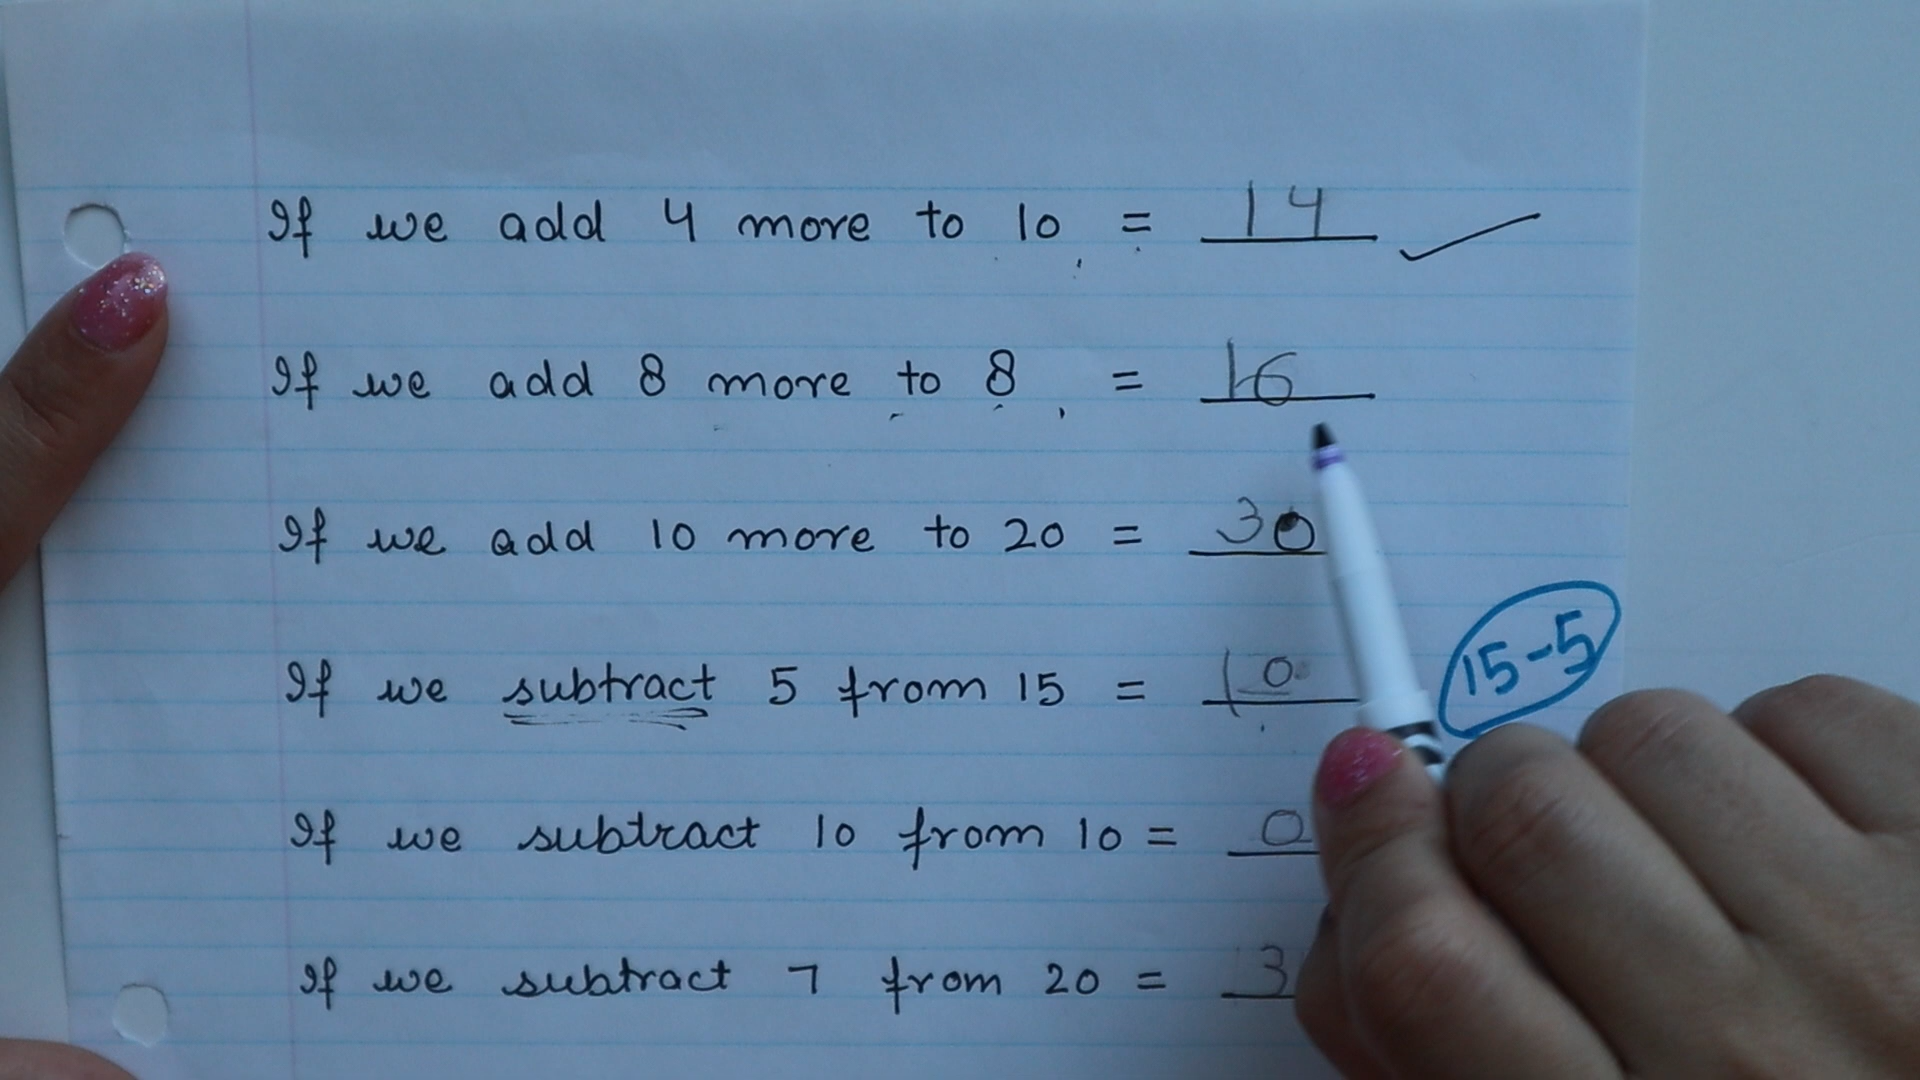 If we add 4 more to 10 = 14
If we add 8 more to 8 = 16
If we add 10 more to 20 = 30
If we subtract 5 from 15 = 10
15-5
If we subtract 10 from 10 = 0
If we subtract 7 from 20 =